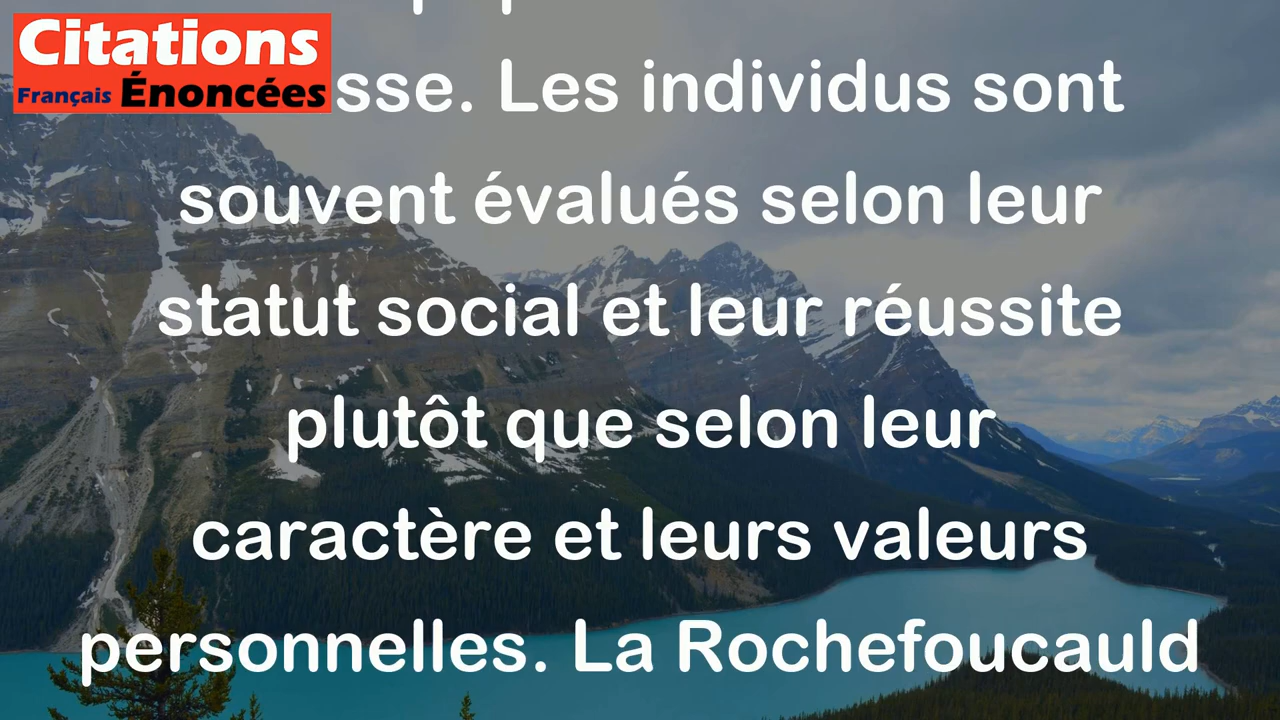 Citations
Français Énoncées
sse. Les individus sont
souvent évalués selon leur
statut social et leur réussite
plutôt que selon leur
caractère et leurs valeurs
personnelles. La Rochefoucauld